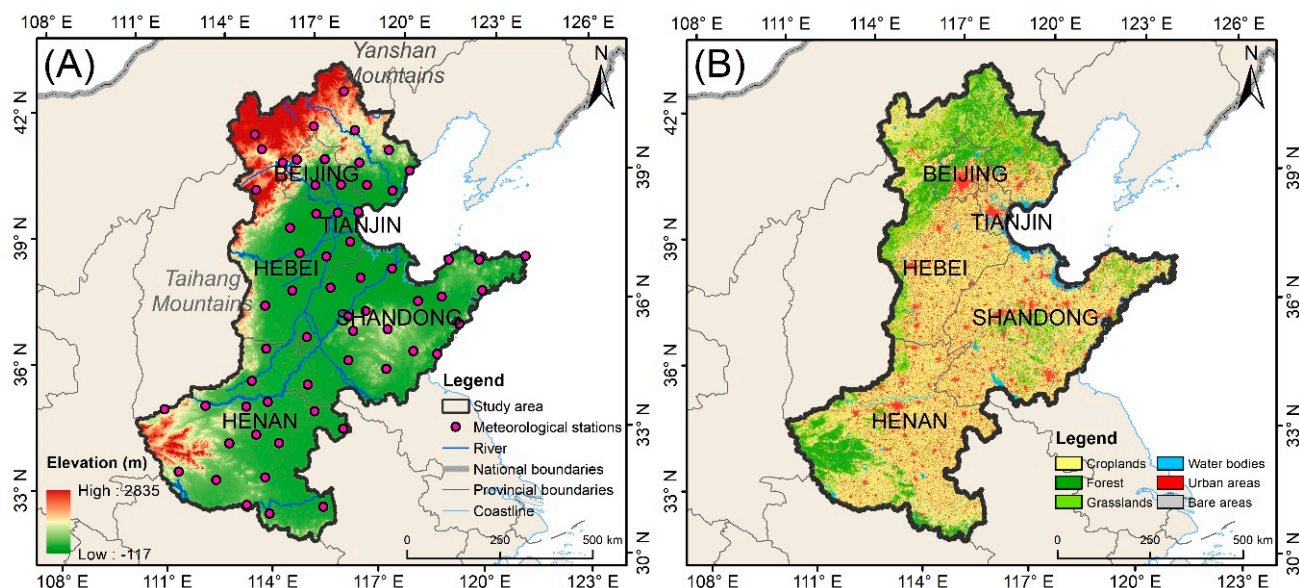 108° E
111° E
114° E
117° E
120° E
123° E
126° E
(A)
Yanshan
Mountains
N
42° N
39° N
36° N
33° N
39° N
36° N
33° N
30° N
BEIJING
TIANJIN
HEBEI
Taihang
Mountains
SHANDONG
HENAN
Legend
Study area
Meteorological stations
River
National boundaries
Provincial boundaries
Coastline
Elevation (m)
High : 2835
Low : -117
0
250
500 km
108° E
111° E
114° E
117° E
120° E
123° E
108° E
111° E
114° E
117° E
120° E
123° E
126° E
(B)
N
42° N
39° N
36° N
33° N
39° N
36° N
33° N
30° N
BEIJING
TIANJIN
HEBEI
SHANDONG
HENAN
Legend
Croplands
Forest
Grasslands
Water bodies
Urban areas
Bare areas
0
250
500 km
108° E
111° E
114° E
117° E
120° E
123° E